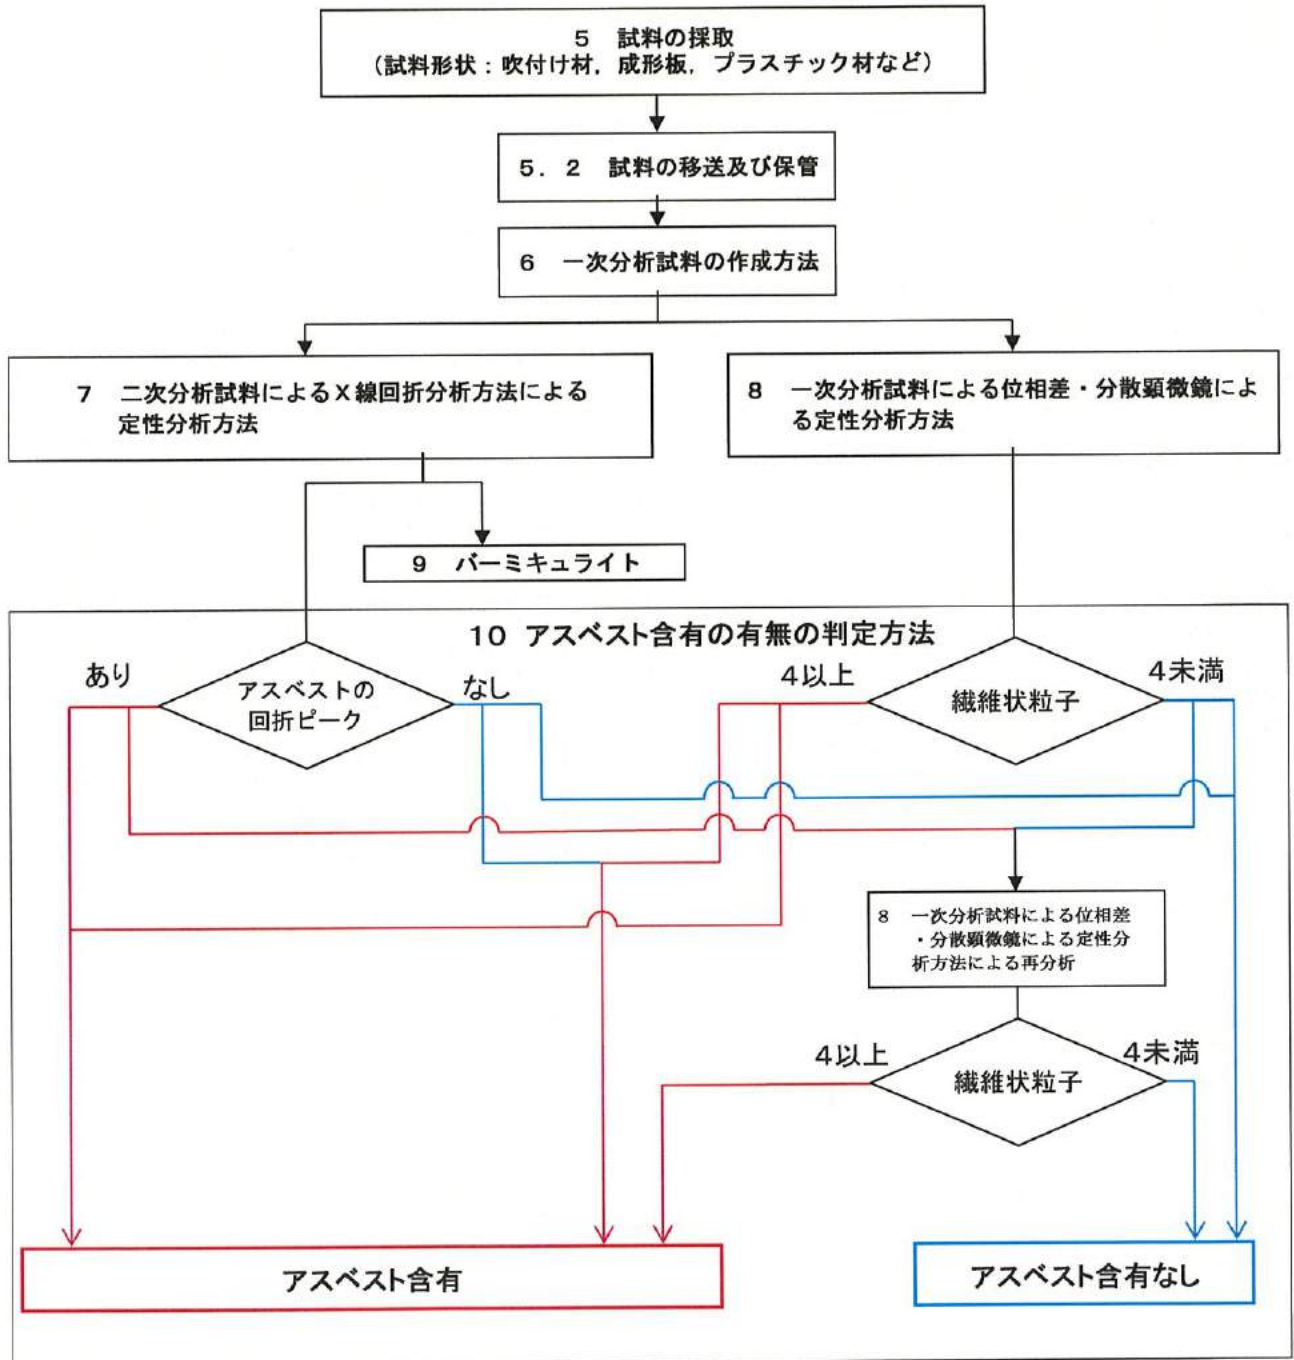 5 試料の採取
(試料形状：吹付け材，成形板，プラスチック材など)
5．2 試料の移送及び保管
6 一次分析試料の作成方法
7 二次分析試料によるX線回折分析方法による
定性分析方法
8 一次分析試料による位相差・分散顕微鏡によ
る定性分析方法
9 バーミキュライト
10 アスベスト含有の有無の判定方法
あり
アスベストの
回折ピーク
なし
4以上
繊維状粒子
4未満
8 一次分析試料による位相差
・分散顕微鏡による定性分
析方法による再分析
4以上
繊維状粒子
4未満
アスベスト含有
アスベスト含有なし